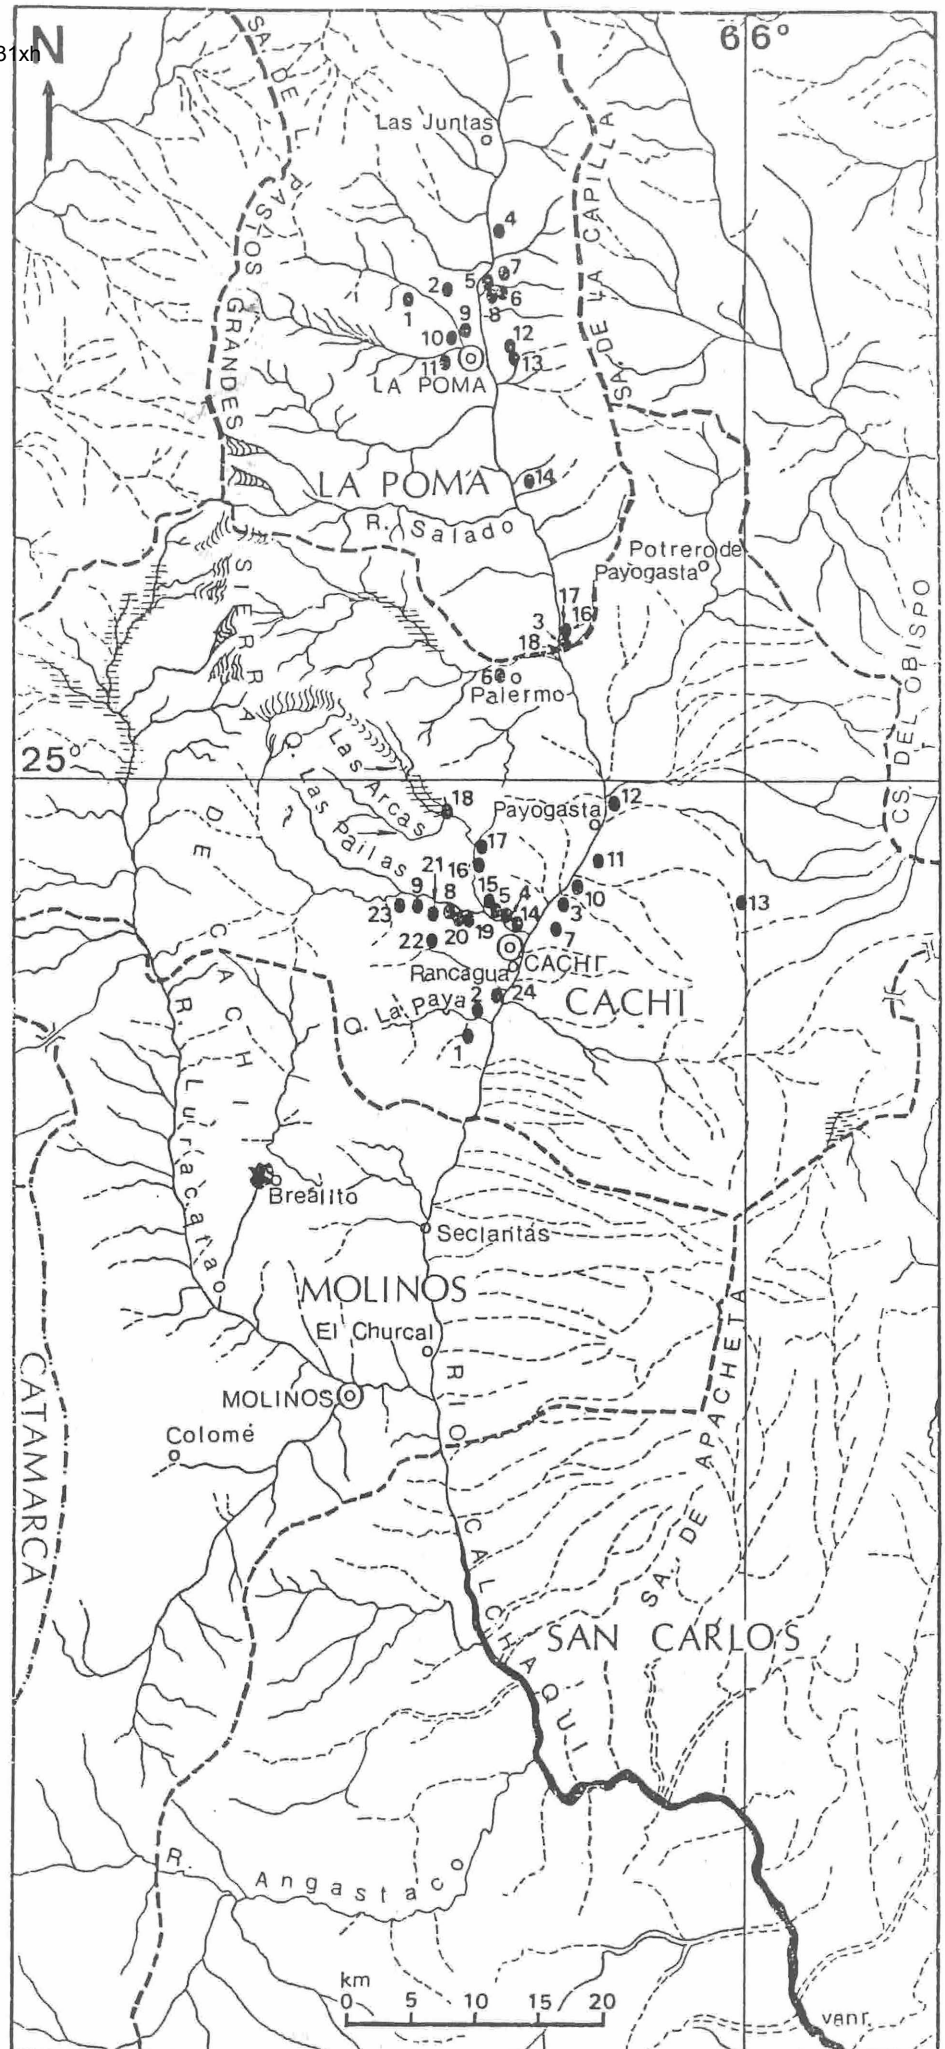 31xh
N
66°
SA. DE L. PASTOS GRANDES
Las Juntas
SA. DE LA CAPILLA
4
7
5
2
6
8
1
9
10
12
11
13
LA POMA
LA POMA
14
R. Salado
Potrero de
Payogasta
17
16
3
18
6
Palermo
SIERRA DE CACHI
CS. DEL OBISPO
25°
Q. Las Arcas
Las Pailas
18
Payogasta
12
17
11
21
16
9
8
15
5
4
10
23
14
3
13
20
19
7
22
CACHI
Rancagua
Q. La Paya
2
24
CACHI
1
R. Luracatao
Brealito
Seclantás
MOLINOS
El Churcal
MOLINOS
Colomé
RIO CALCHAQUI
SA. DE APACHETA
CATAMARCA
SAN CARLOS
R. Angastaco
km
0 5 10 15 20
vanr.